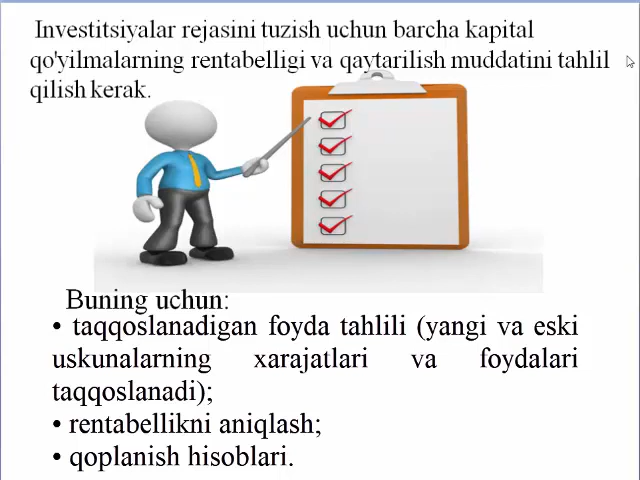 Investitsiyalar rejasini tuzish uchun barcha kapital
qo'yilmalarning rentabelligi va qaytarilish muddatini tahlil
qilish kerak.
Buning uchun:
• taqqoslanadigan foyda tahlili (yangi va eski
uskunalarning xarajatlari va foydalari
taqqoslanadi);
• rentabellikni aniqlash;
• qoplanish hisoblari.